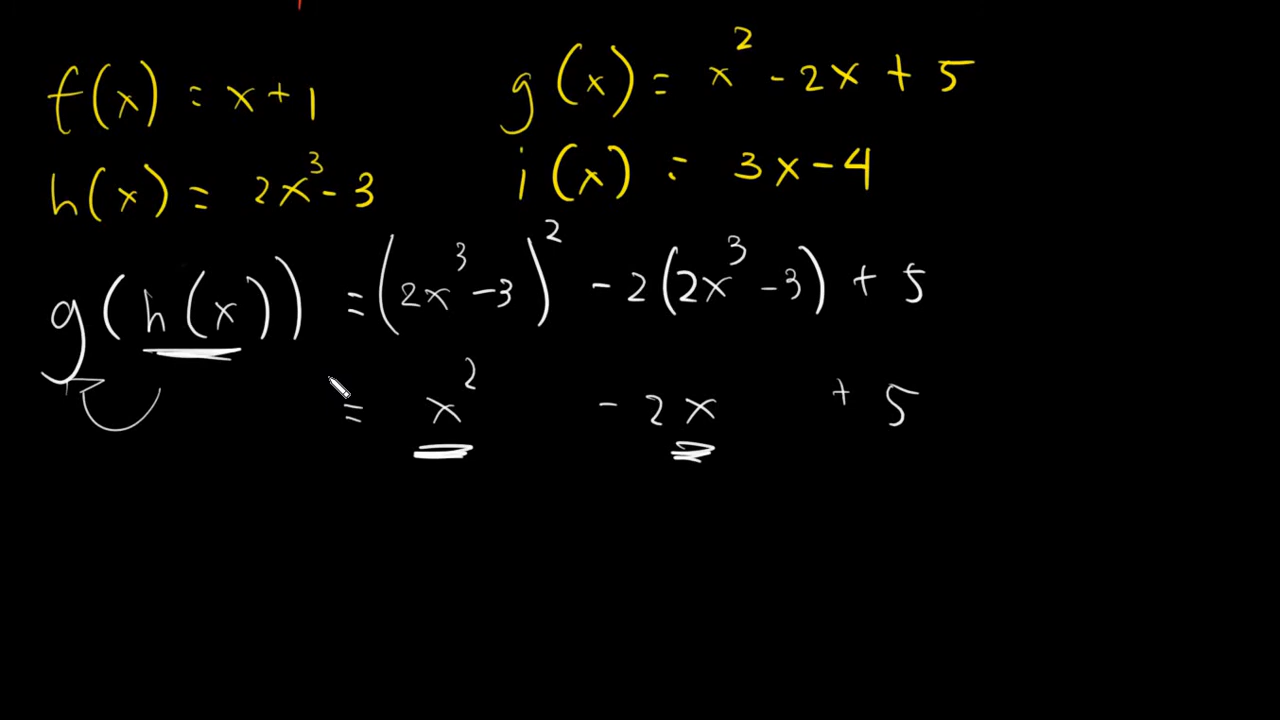 f(x) = x+1
g(x) = x² - 2x + 5
h(x) = 2x³-3
i(x) = 3x-4
g(h(x)) = (2x³-3)² - 2(2x³-3) + 5
= x² - 2x + 5